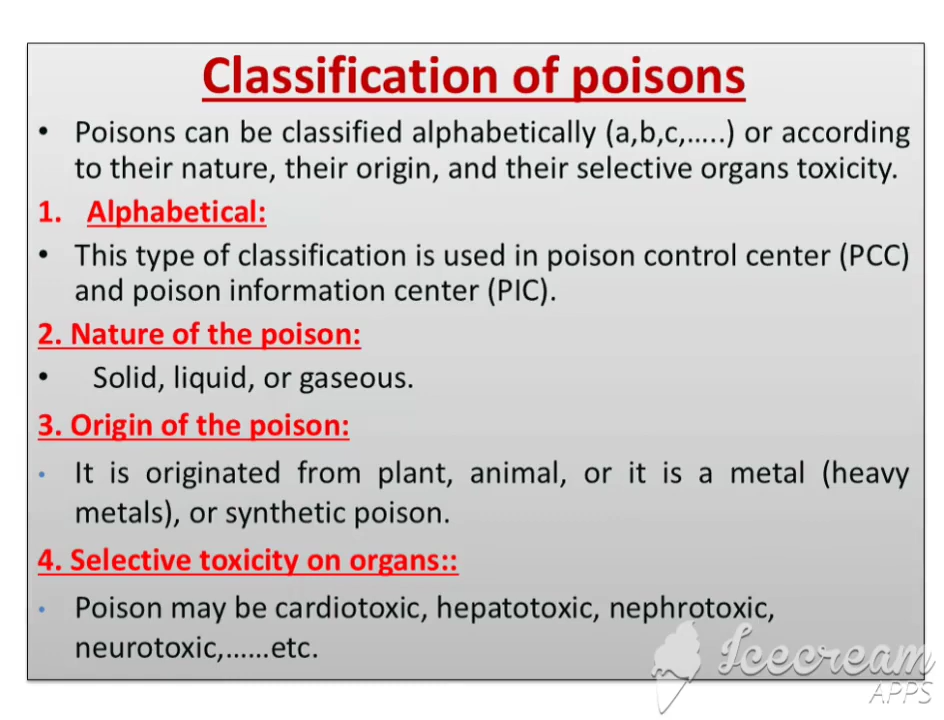 Classification of poisons
• Poisons can be classified alphabetically (a,b,c,.....) or according
to their nature, their origin, and their selective organs toxicity.
1. Alphabetical:
• This type of classification is used in poison control center (PCC)
and poison information center (PIC).
2. Nature of the poison:
• Solid, liquid, or gaseous.
3. Origin of the poison:
• It is originated from plant, animal, or it is a metal (heavy
metals), or synthetic poison.
4. Selective toxicity on organs::
• Poison may be cardiotoxic, hepatotoxic, nephrotoxic,
neurotoxic,......etc.
Icecream
APPS